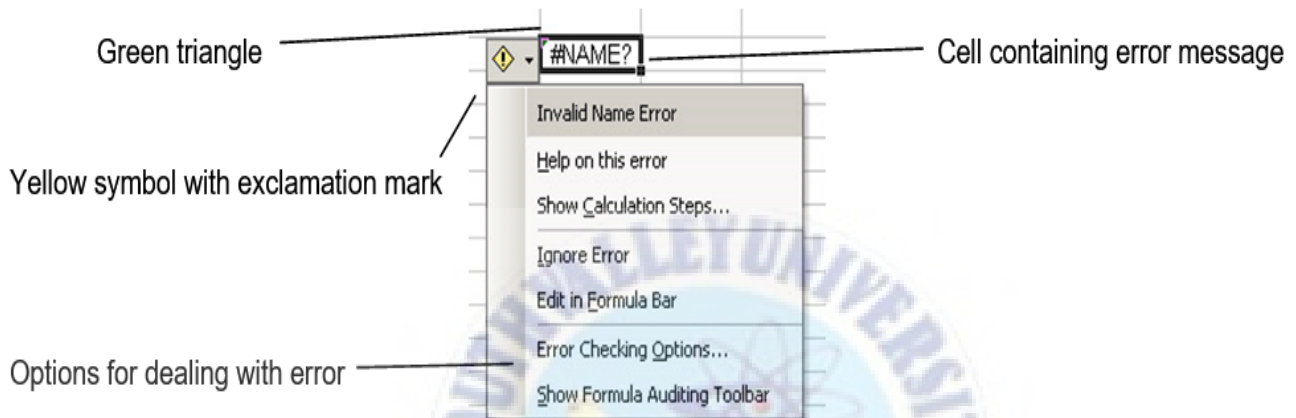 Green triangle
#NAME?
Cell containing error message
Invalid Name Error
Yellow symbol with exclamation mark
Help on this error
Show Calculation Steps...
Ignore Error
Edit in Formula Bar
Options for dealing with error
Error Checking Options...
Show Formula Auditing Toolbar